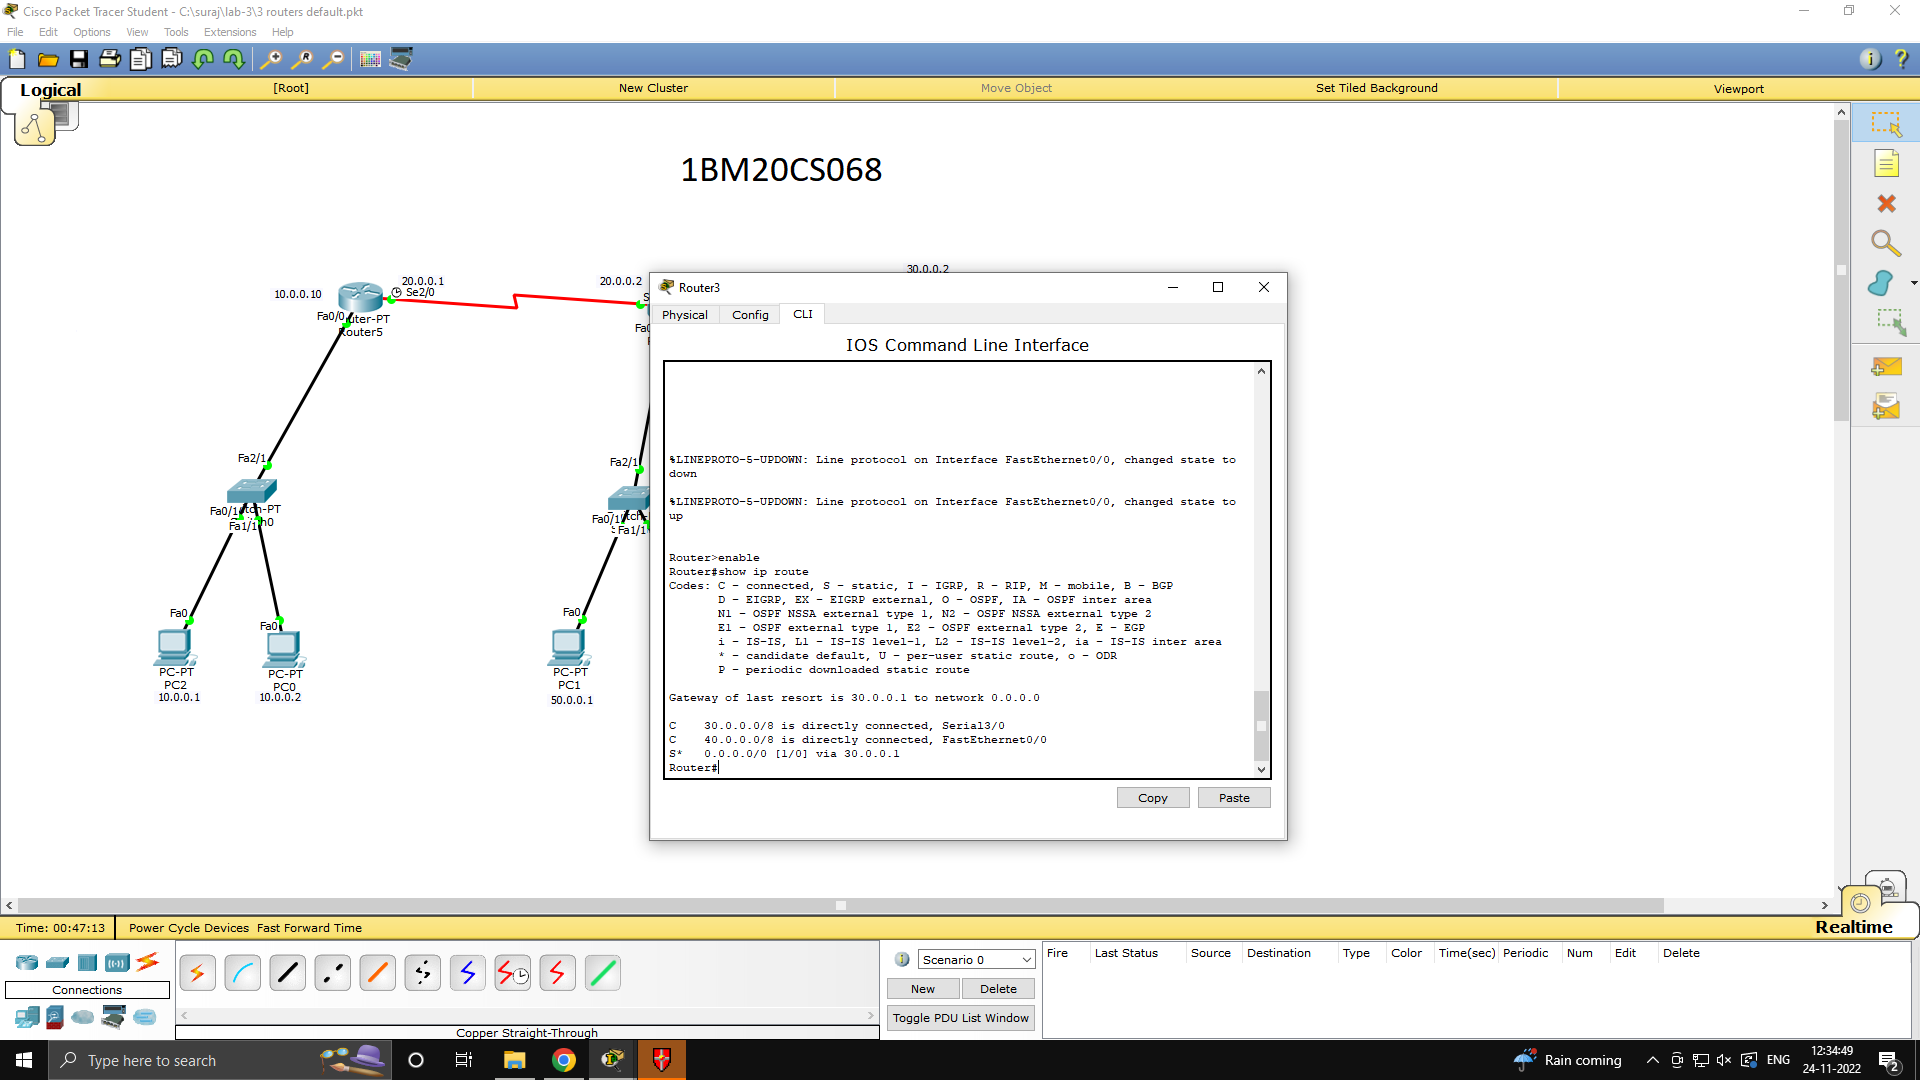 Cisco Packet Tracer Student - C:\suraj\lab-3\3 routers default.pkt
File Edit Options View Tools Extensions Help
Logical [Root] New Cluster Move Object Set Tiled Background Viewport
1BM20CS068
30.0.0.2
10.0.0.10
20.0.0.1
Se2/0
20.0.0.2
Fa0/0
Router5
Fa2/1
Fa0/1
Fa1/1
Fa0
Fa0
PC-PT
PC2
10.0.0.1
PC-PT
PC0
10.0.0.2
Fa2/1
Fa0/1
Fa1/1
Fa0
PC-PT
PC1
50.0.0.1
Router3
Physical Config CLI
IOS Command Line Interface
%LINEPROTO-5-UPDOWN: Line protocol on Interface FastEthernet0/0, changed state to
down
%LINEPROTO-5-UPDOWN: Line protocol on Interface FastEthernet0/0, changed state to
up
Router>enable
Router#show ip route
Codes: C - connected, S - static, I - IGRP, R - RIP, M - mobile, B - BGP
D - EIGRP, EX - EIGRP external, O - OSPF, IA - OSPF inter area
N1 - OSPF NSSA external type 1, N2 - OSPF NSSA external type 2
E1 - OSPF external type 1, E2 - OSPF external type 2, E - EGP
i - IS-IS, L1 - IS-IS level-1, L2 - IS-IS level-2, ia - IS-IS inter area
* - candidate default, U - per-user static route, o - ODR
P - periodic downloaded static route
Gateway of last resort is 30.0.0.1 to network 0.0.0.0
C 30.0.0.0/8 is directly connected, Serial3/0
C 40.0.0.0/8 is directly connected, FastEthernet0/0
S* 0.0.0.0/0 [1/0] via 30.0.0.1
Router#
Copy Paste
Time: 00:47:13 Power Cycle Devices Fast Forward Time
Realtime
Connections
Copper Straight-Through
Scenario 0
New Delete
Toggle PDU List Window
Fire Last Status Source Destination Type Color Time(sec) Periodic Num Edit Delete
Type here to search
Rain coming
ENG
12:34:49
24-11-2022
2